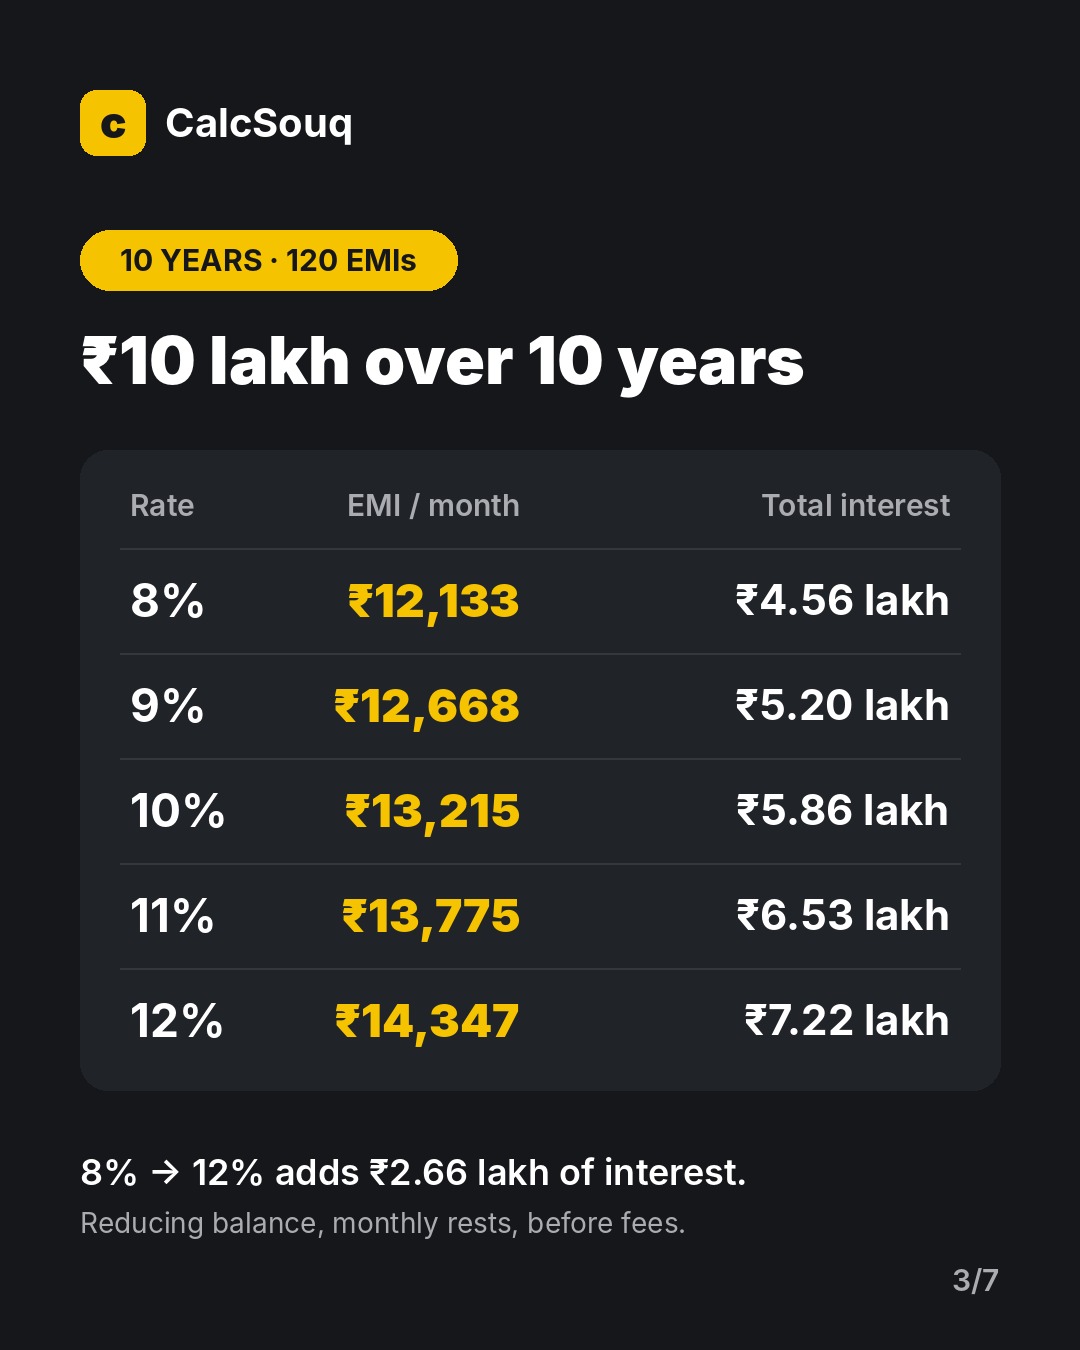 c CalcSouq
10 YEARS · 120 EMIs
₹10 lakh over 10 years
Rate EMI / month Total interest
8% ₹12,133 ₹4.56 lakh
9% ₹12,668 ₹5.20 lakh
10% ₹13,215 ₹5.86 lakh
11% ₹13,775 ₹6.53 lakh
12% ₹14,347 ₹7.22 lakh
8% → 12% adds ₹2.66 lakh of interest.
Reducing balance, monthly rests, before fees.
3/7